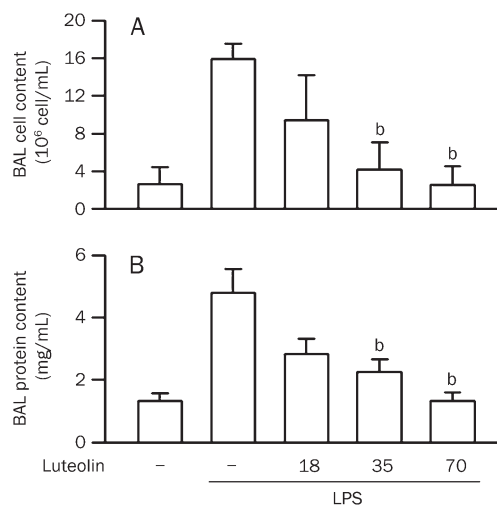 A
BAL cell content
(10⁶ cell/mL)
20
16
12
8
4
0
b
b
B
BAL protein content
(mg/mL)
6
4
2
0
b
b
Luteolin – – 18 35 70
LPS